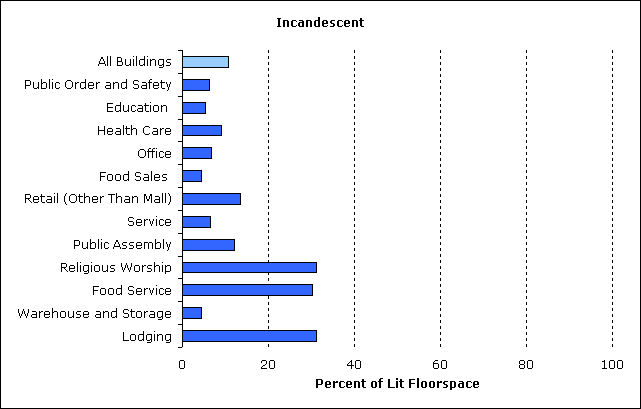 Incandescent
All Buildings
Public Order and Safety
Education
Health Care
Office
Food Sales
Retail (Other Than Mall)
Service
Public Assembly
Religious Worship
Food Service
Warehouse and Storage
Lodging
0 20 40 60 80 100
Percent of Lit Floorspace